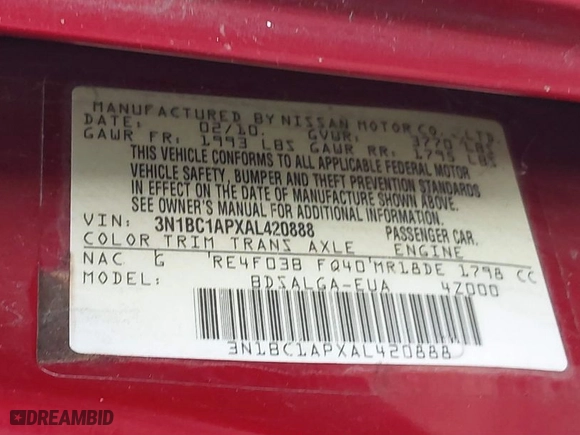 MANUFACTURED BY NISSAN MOTOR CO., LTD.
DATE: 02/10. GVWR: 3770 LBS
GAWR FR: 1993 LBS GAWR RR: 1795 LBS
THIS VEHICLE CONFORMS TO ALL APPLICABLE FEDERAL MOTOR
VEHICLE SAFETY, BUMPER AND THEFT PREVENTION STANDARDS
IN EFFECT ON THE DATE OF MANUFACTURE SHOWN ABOVE.
SEE OWNER'S MANUAL FOR ADDITIONAL INFORMATION.
VIN: 3N1BC1APXAL420888 PASSENGER CAR.
COLOR TRIM TRANS AXLE ENGINE
NAC G RE4F03B FQ40 MR18DE 1798 CC
MODEL: BDSALGA-EUA 4Z000
3N1BC1APXAL420888
DREAMBID